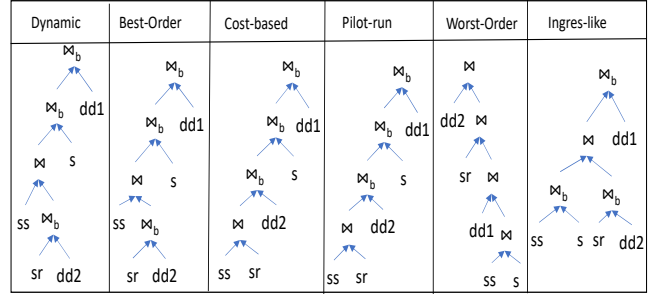 Dynamic Best-Order Cost-based Pilot-run Worst-Order Ingres-like
⋈b
⋈b dd1
⋈ s
ss ⋈b
sr dd2
⋈b
⋈b dd1
⋈ s
ss ⋈b
sr dd2
⋈b
⋈b dd1
⋈b s
⋈ dd2
ss sr
⋈b
⋈b dd1
⋈b s
⋈ dd2
ss sr
⋈
dd2 ⋈
sr ⋈
dd1 ⋈
ss s
⋈b
⋈ dd1
⋈b ⋈b
ss s sr dd2